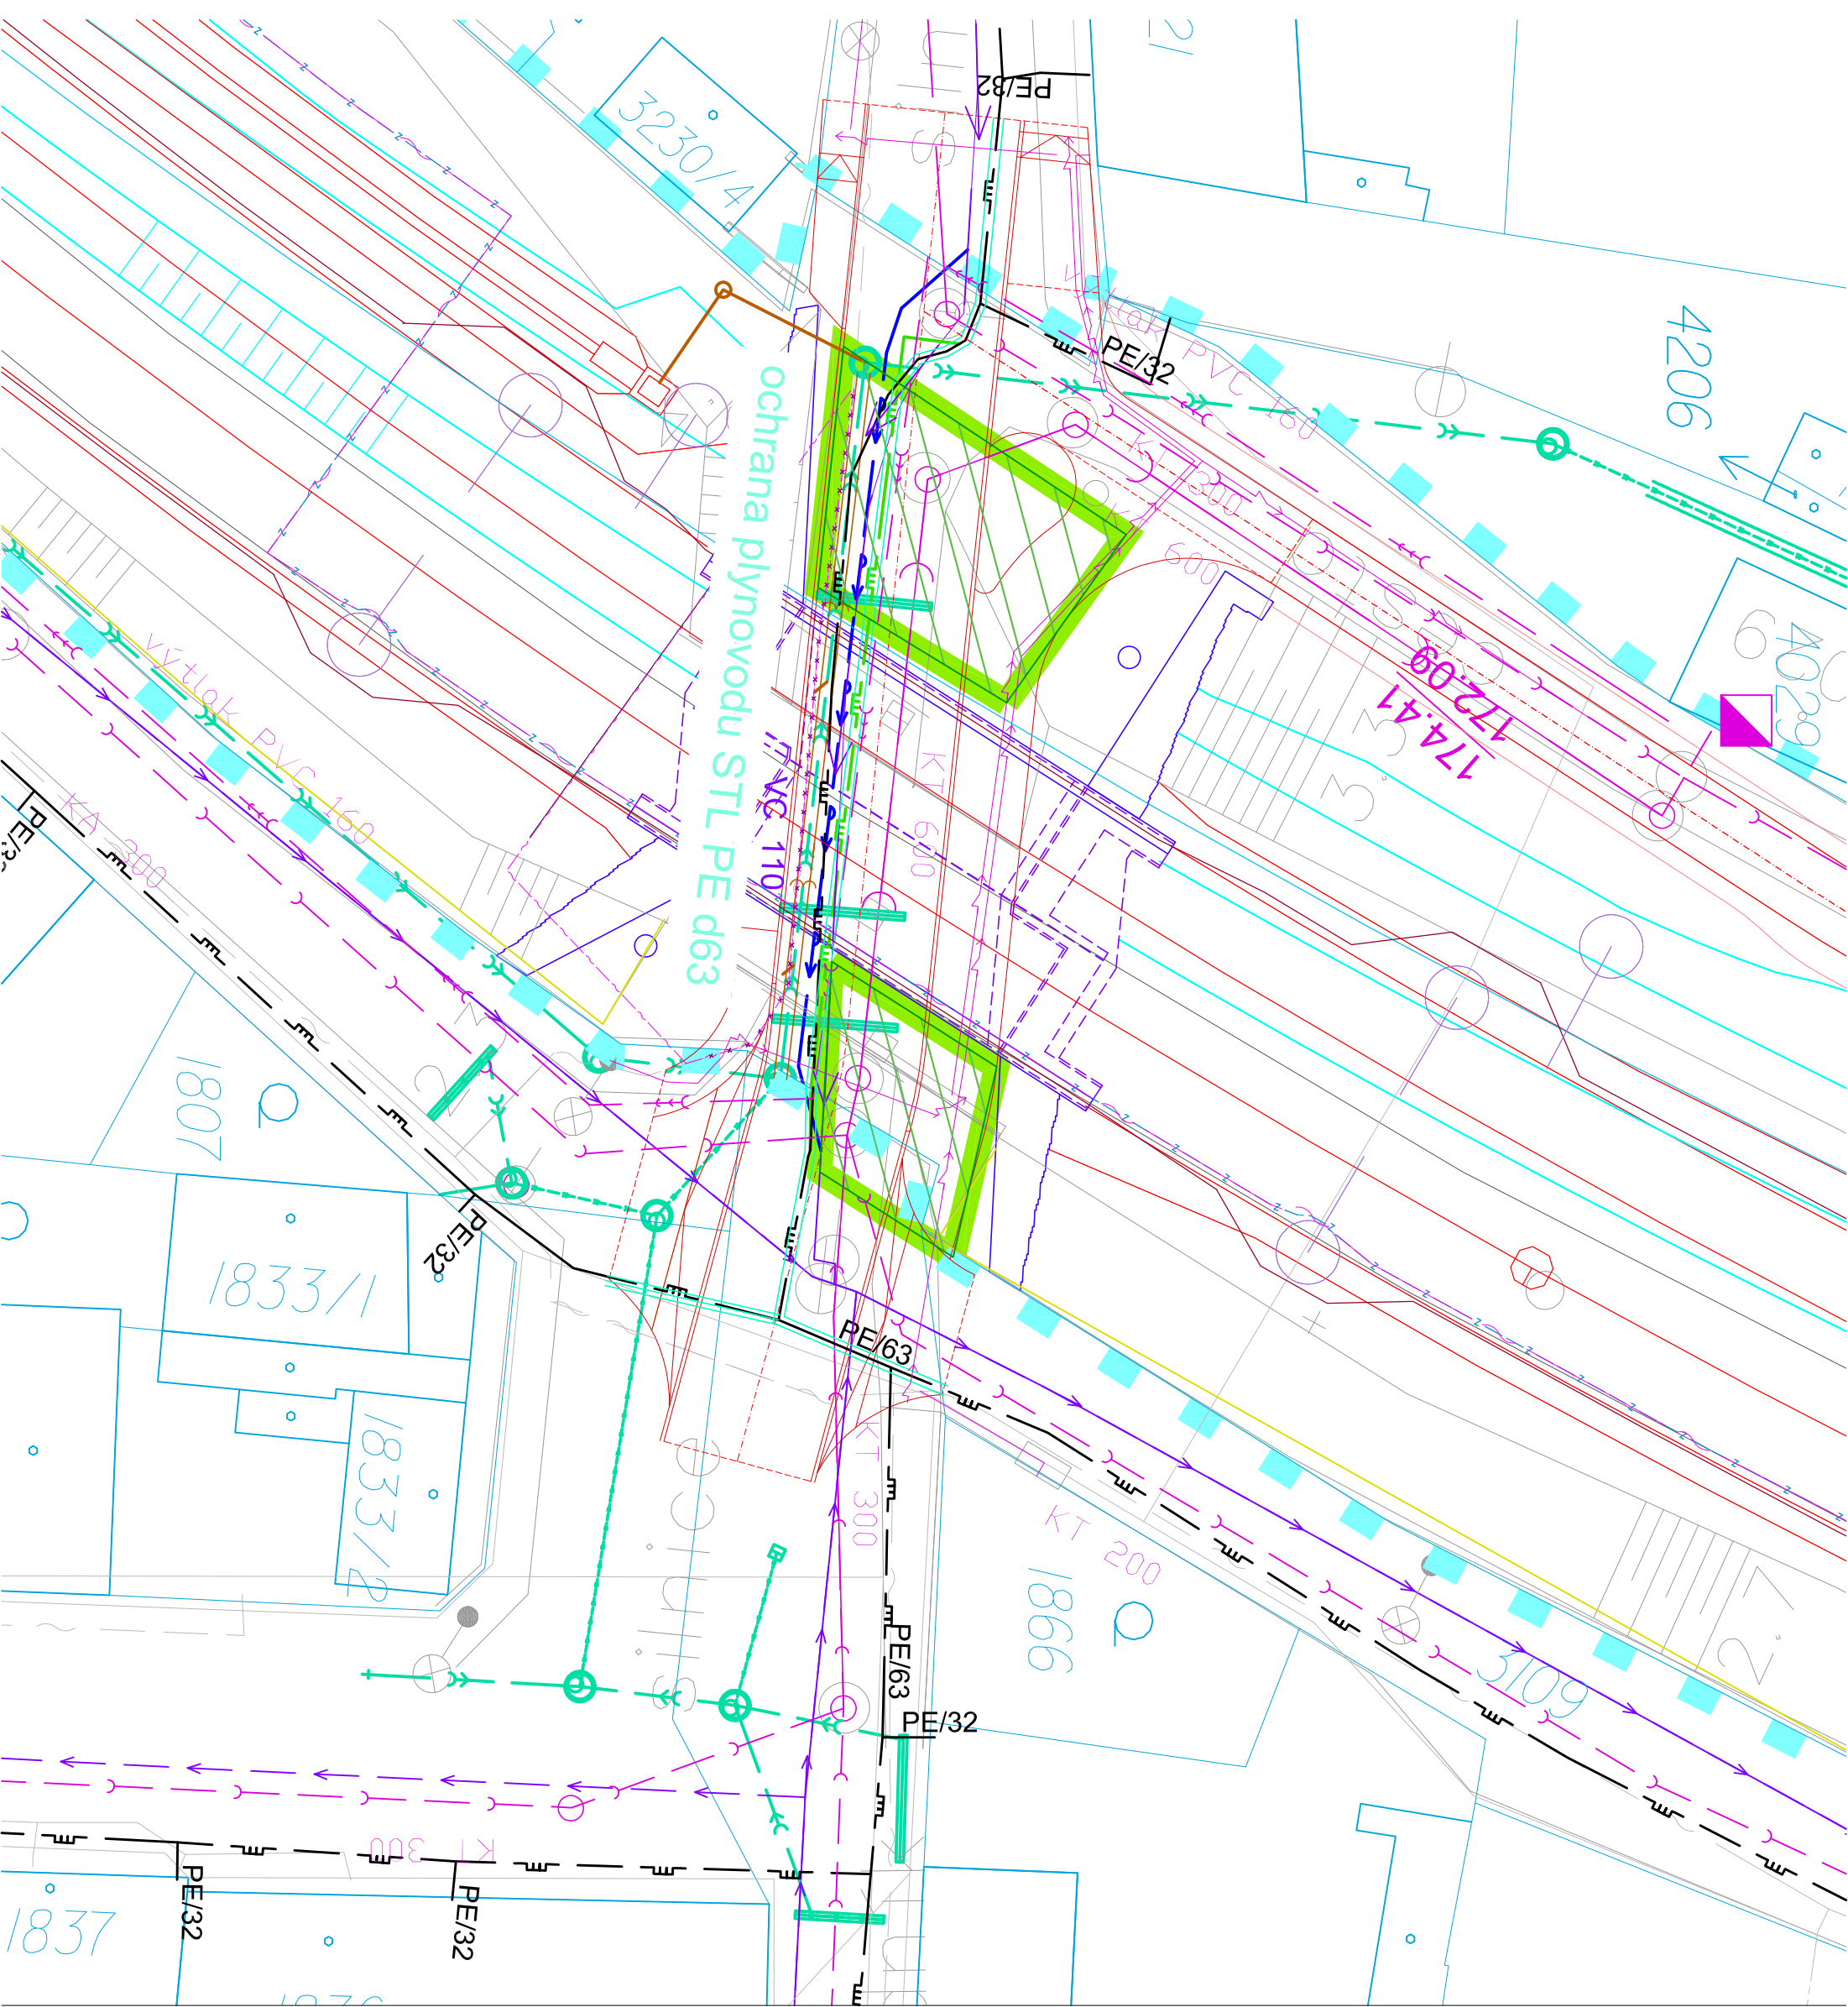 PE/32
3230/4
4206
výtlak PVC 160
PE/32
KT 300
600
4029
172.09
174.41
ochrana plynovodu STL PE d63
VC 110
KT 600
výtlak PVC 160
KA 300
1807
PE/32
1833/1
PE/63
1833/2
KT 300
KT 200
1866
PE/63
3109
PE/32
KT 300
PE/32
PE/32
1837